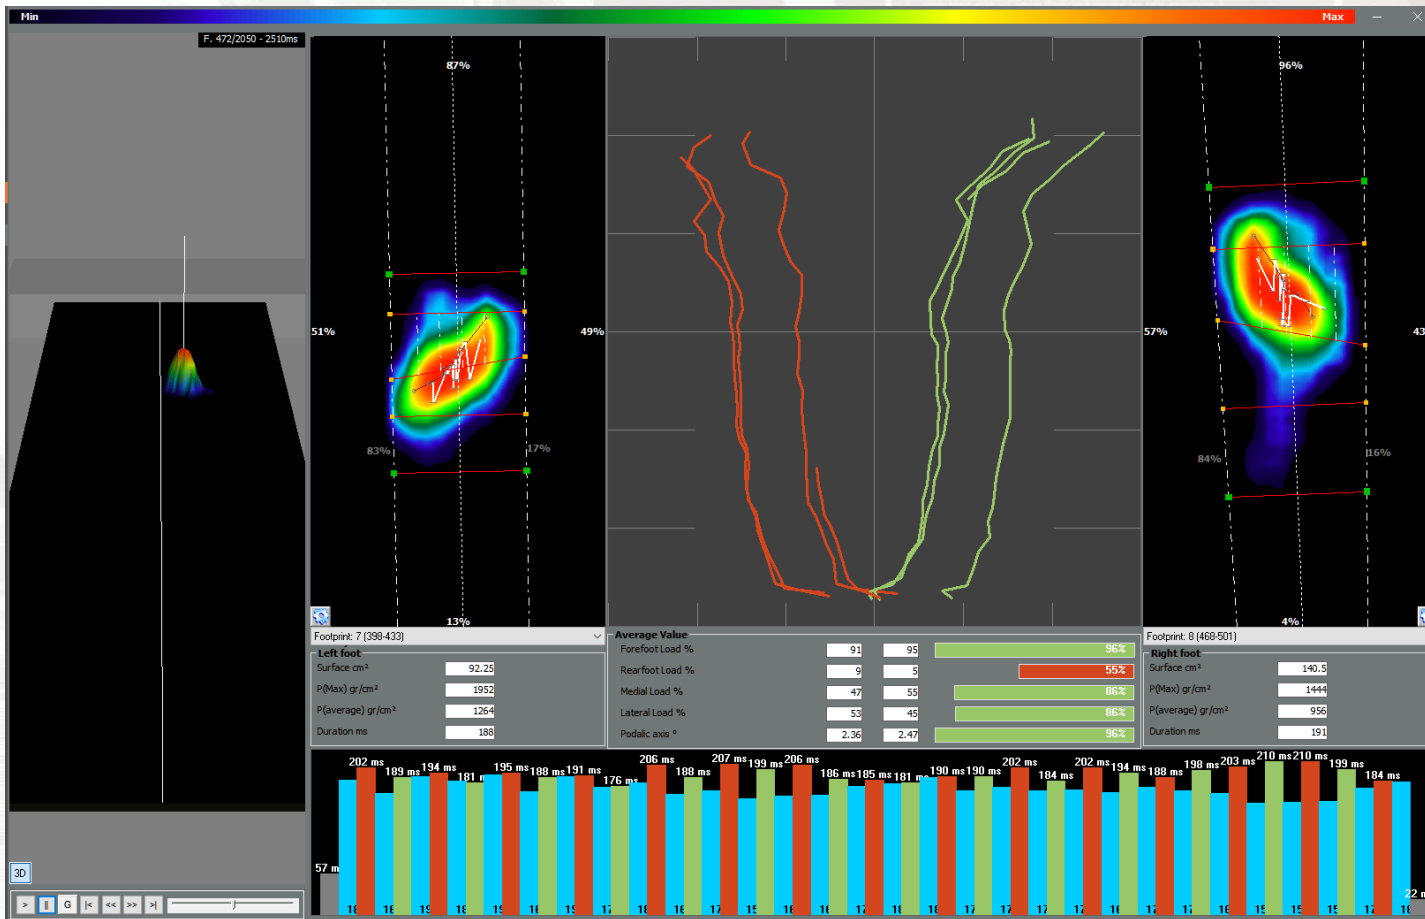 Min
Max
F. 472/2050 - 2510ms
87%
51%
49%
83%
17%
13%
96%
57%
43
84%
16%
4%
3D
G
Footprint: 7 (398-433)
Left foot
Surface cm² 92.25
P(Max) gr/cm² 1952
P(average) gr/cm² 1264
Duration ms 188
Average Value
Forefoot Load % 91 95 96%
Rearfoot Load % 9 5 55%
Medial Load % 47 55 86%
Lateral Load % 53 45 86%
Podalic axis ° 2.36 2.47 96%
Footprint: 8 (468-501)
Right foot
Surface cm² 140.5
P(Max) gr/cm² 1444
P(average) gr/cm² 956
Duration ms 191
57 m
202 ms
189 ms
194 ms
181 m
195 ms
188 ms
191 ms
176 ms
206 ms
188 ms
207 ms
199 ms
206 ms
186 ms
185 ms
181 m
190 ms
190 ms
202 ms
184 ms
202 ms
194 ms
188 ms
198 ms
203 ms
210 ms
210 ms
199 ms
184 ms
22 m